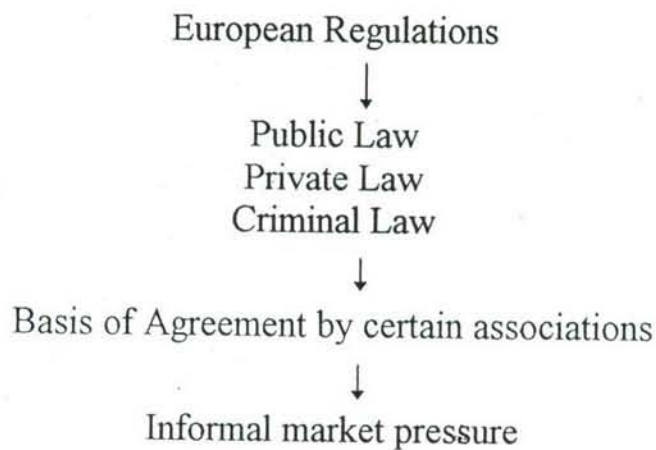 European Regulations
Public Law
Private Law
Criminal Law
Basis of Agreement by certain associations
Informal market pressure